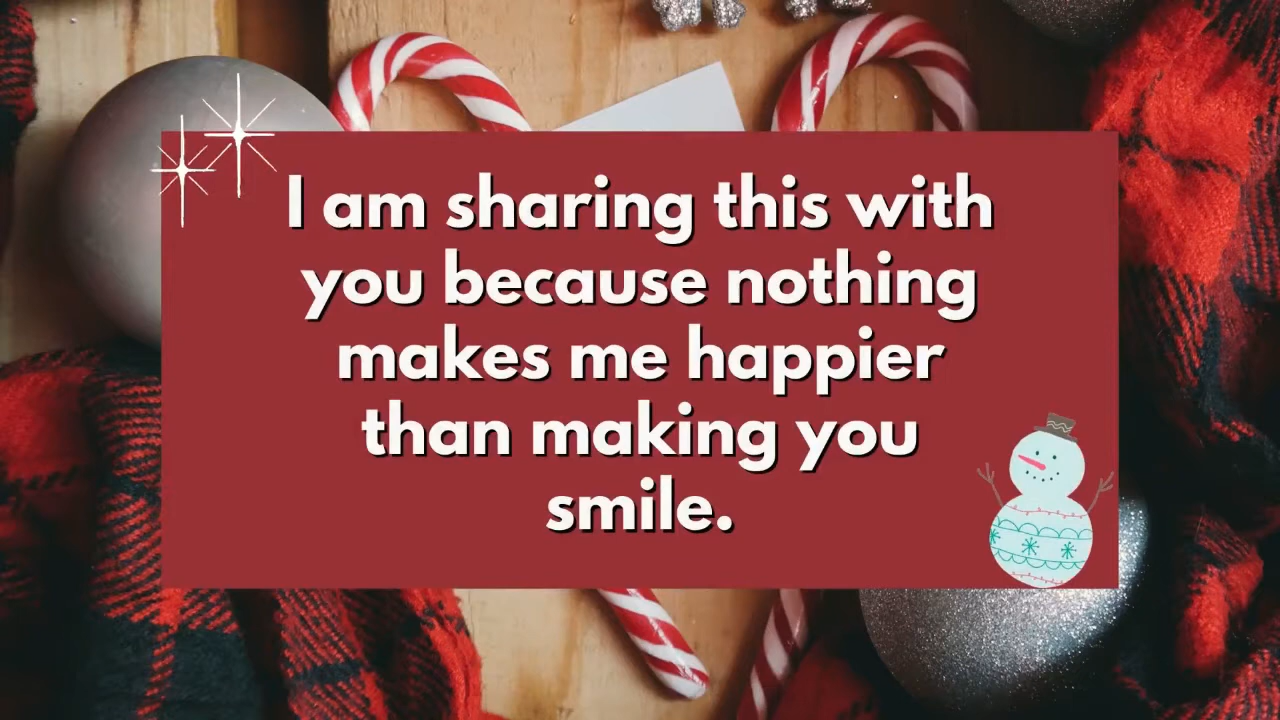 I am sharing this with
you because nothing
makes me happier
than making you
smile.